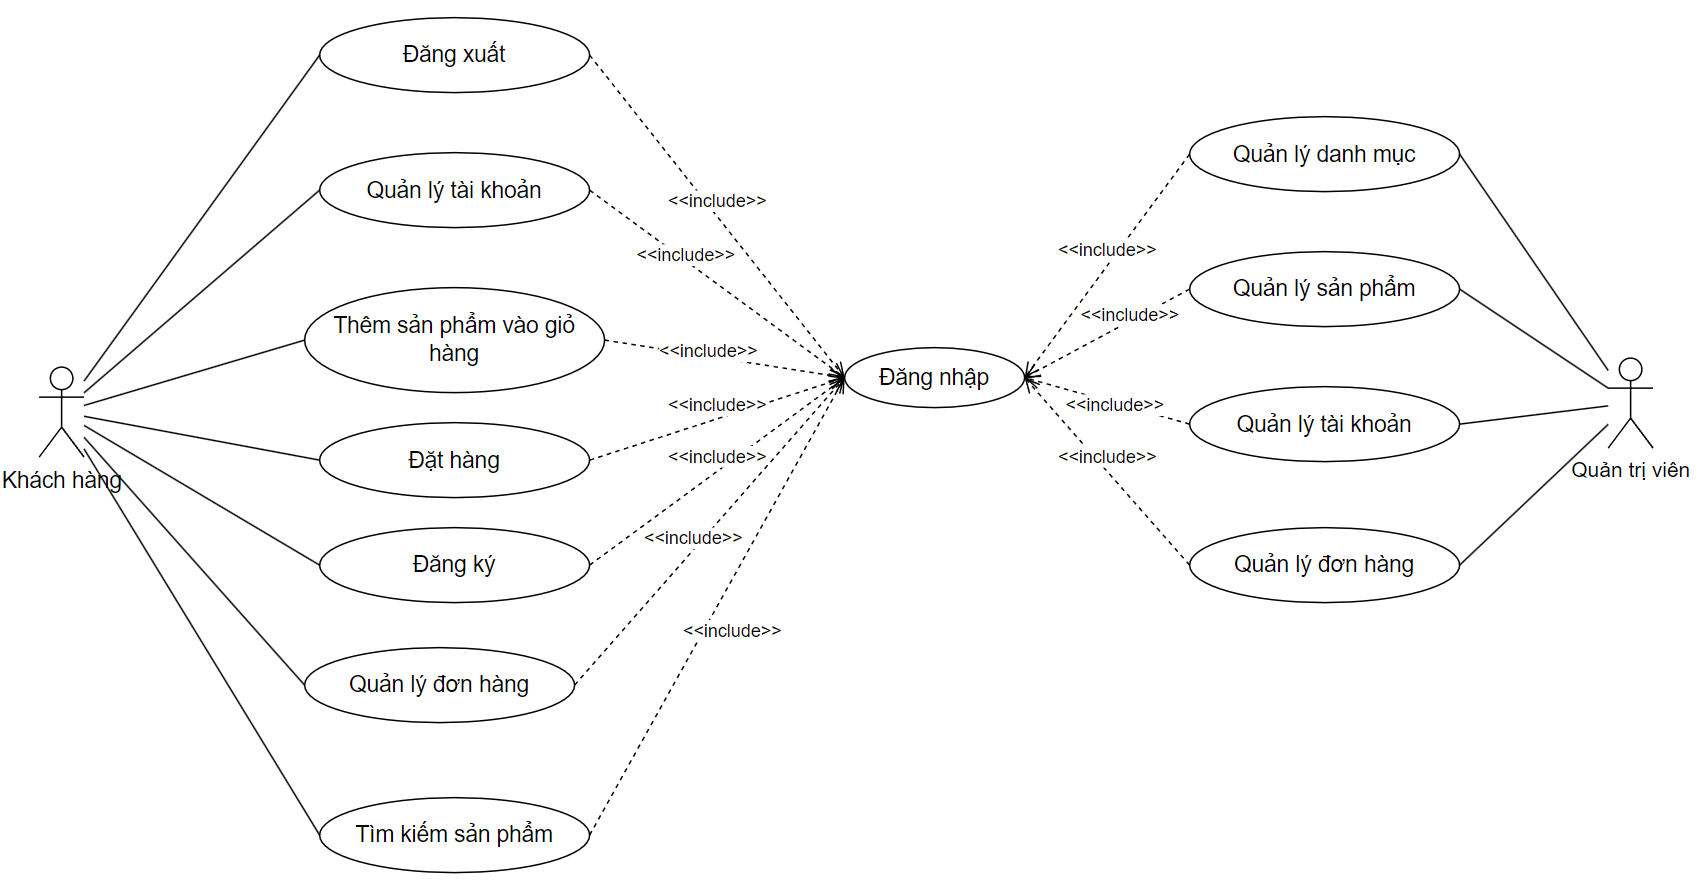 Đăng xuất
Quản lý tài khoản
Thêm sản phẩm vào giỏ
hàng
Đặt hàng
Đăng ký
Quản lý đơn hàng
Tìm kiếm sản phẩm
Khách hàng
<<include>>
<<include>>
<<include>>
<<include>>
<<include>>
<<include>>
<<include>>
Đăng nhập
<<include>>
<<include>>
<<include>>
<<include>>
Quản lý danh mục
Quản lý sản phẩm
Quản lý tài khoản
Quản lý đơn hàng
Quản trị viên